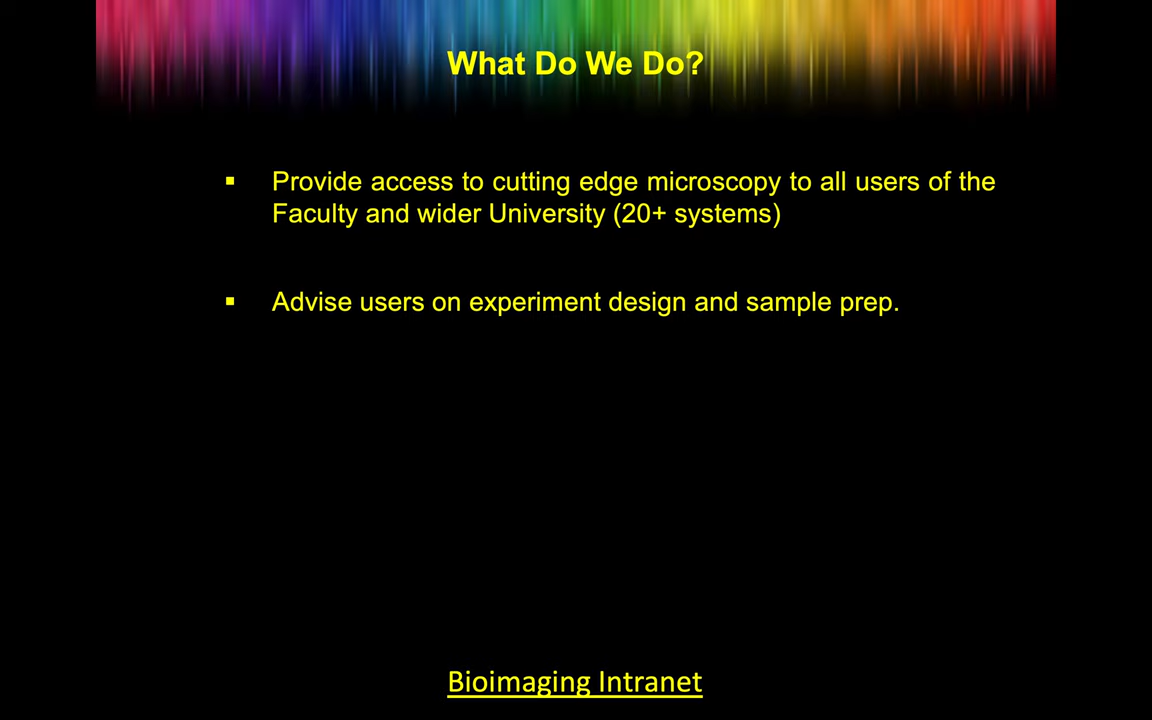 What Do We Do?
▪ Provide access to cutting edge microscopy to all users of the
Faculty and wider University (20+ systems)
▪ Advise users on experiment design and sample prep.
Bioimaging Intranet